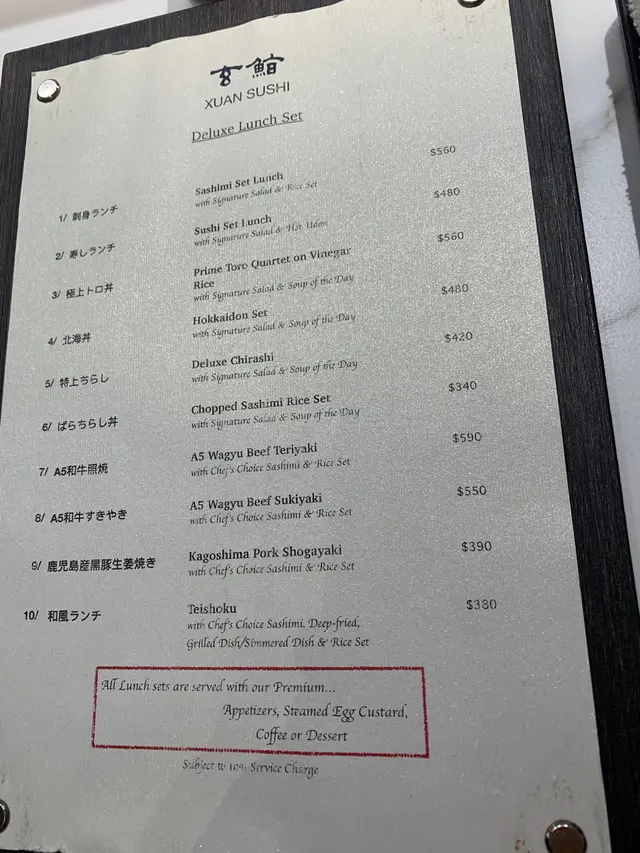 玄鮨
XUAN SUSHI
Deluxe Lunch Set
1/ 刺身ランチ Sashimi Set Lunch $560
with Signature Salad & Rice Set
2/ 寿しランチ Sushi Set Lunch $480
with Signature Salad & Hot Udon
3/ 極上トロ丼 Prime Toro Quartet on Vinegar $560
Rice
with Signature Salad & Soup of the Day
4/ 北海丼 Hokkaidon Set $480
with Signature Salad & Soup of the Day
5/ 特上ちらし Deluxe Chirashi $420
with Signature Salad & Soup of the Day
6/ ばらちらし丼 Chopped Sashimi Rice Set $340
with Signature Salad & Soup of the Day
7/ A5和牛照焼 A5 Wagyu Beef Teriyaki $590
with Chef's Choice Sashimi & Rice Set
8/ A5和牛すきやき A5 Wagyu Beef Sukiyaki $550
with Chef's Choice Sashimi & Rice Set
9/ 鹿児島産黒豚生姜焼き Kagoshima Pork Shogayaki $390
with Chef's Choice Sashimi & Rice Set
10/ 和風ランチ Teishoku $380
with Chef's Choice Sashimi, Deep-fried,
Grilled Dish/Simmered Dish & Rice Set
All Lunch sets are served with our Premium...
Appetizers, Steamed Egg Custard,
Coffee or Dessert
Subject to 10% Service Charge